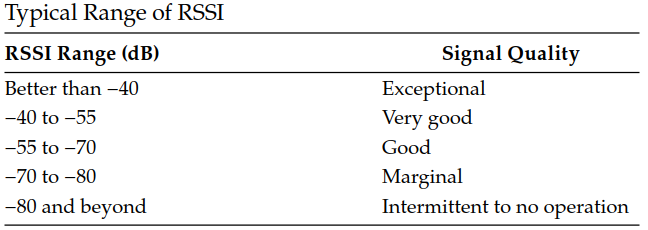 Typical Range of RSSI
RSSI Range (dB) Signal Quality
Better than −40 Exceptional
−40 to −55 Very good
−55 to −70 Good
−70 to −80 Marginal
−80 and beyond Intermittent to no operation